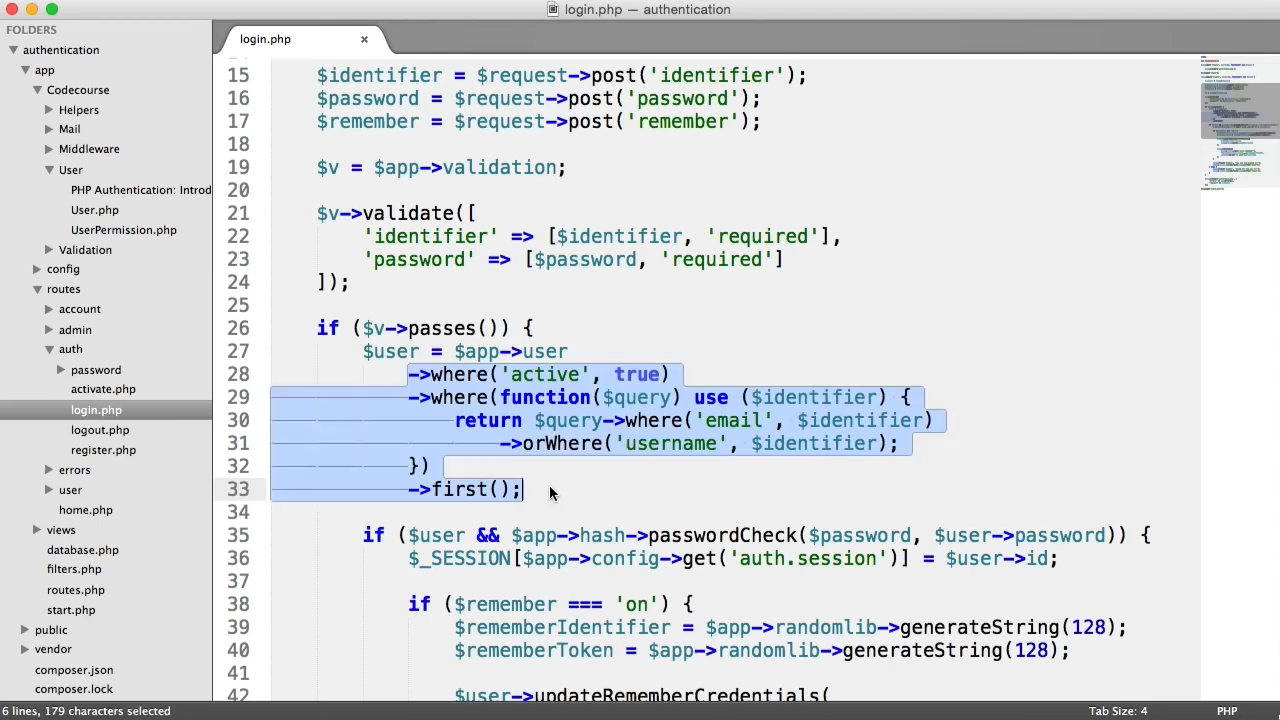 login.php — authentication
FOLDERS
authentication
app
Codecourse
Helpers
Mail
Middleware
User
PHP Authentication: Introd
User.php
UserPermission.php
Validation
config
routes
account
admin
auth
password
activate.php
login.php
logout.php
register.php
errors
user
home.php
views
database.php
filters.php
routes.php
start.php
public
vendor
composer.json
composer.lock
login.php ×
15 $identifier = $request->post('identifier');
16 $password = $request->post('password');
17 $remember = $request->post('remember');
18
19 $v = $app->validation;
20
21 $v->validate([
22 'identifier' => [$identifier, 'required'],
23 'password' => [$password, 'required']
24 ]);
25
26 if ($v->passes()) {
27 $user = $app->user
28 ->where('active', true)
29 ->where(function($query) use ($identifier) {
30 return $query->where('email', $identifier)
31 ->orWhere('username', $identifier);
32 })
33 ->first();
34
35 if ($user && $app->hash->passwordCheck($password, $user->password)) {
36 $_SESSION[$app->config->get('auth.session')] = $user->id;
37
38 if ($remember === 'on') {
39 $rememberIdentifier = $app->randomlib->generateString(128);
40 $rememberToken = $app->randomlib->generateString(128);
41
42 $user->updateRememberCredentials(
6 lines, 179 characters selected
Tab Size: 4
PHP